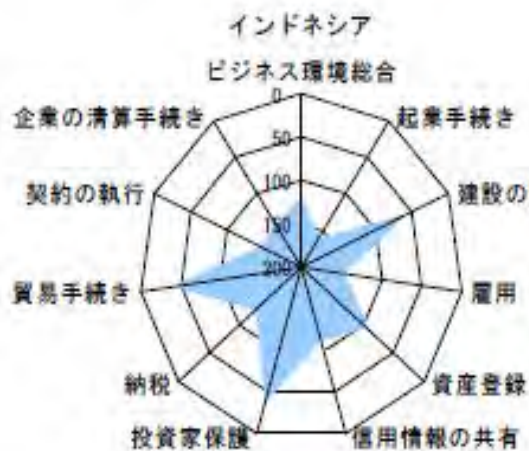 インドネシア
ビジネス環境総合
起業手続き
建設の
雇用
資産登録
信用情報の共有
投資家保護
納税
貿易手続き
契約の執行
企業の清算手続き
0
50
100
150
200